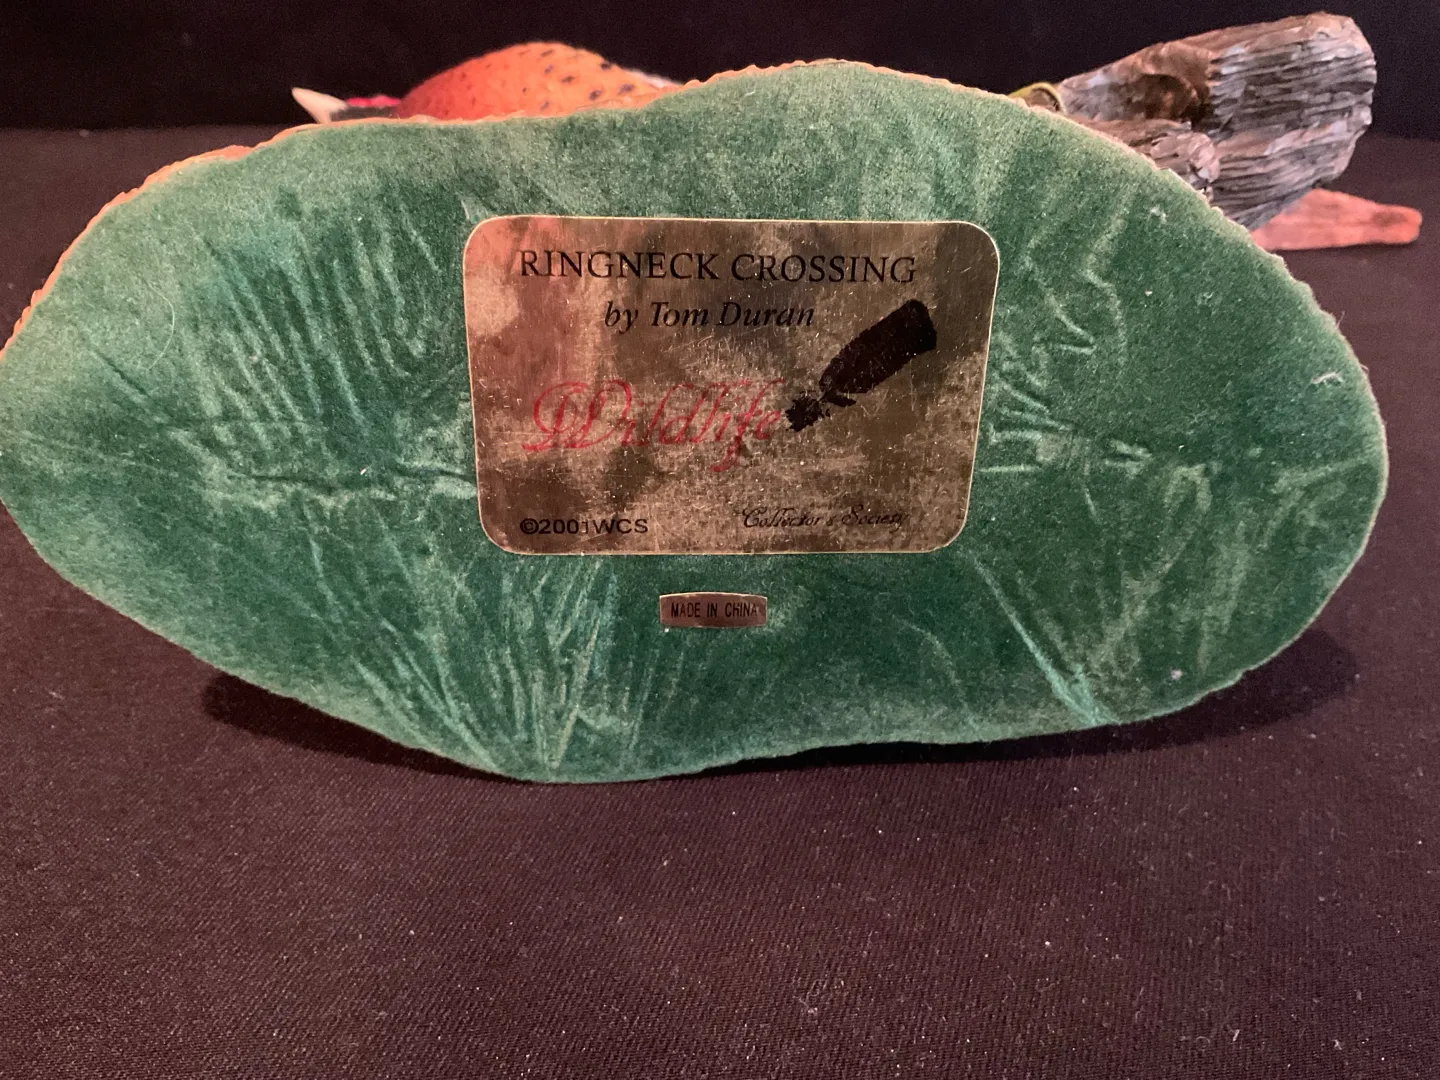 RINGNECK CROSSING
by Tom Duran
Wildlife
©2001WCS
Collector's Society
MADE IN CHINA